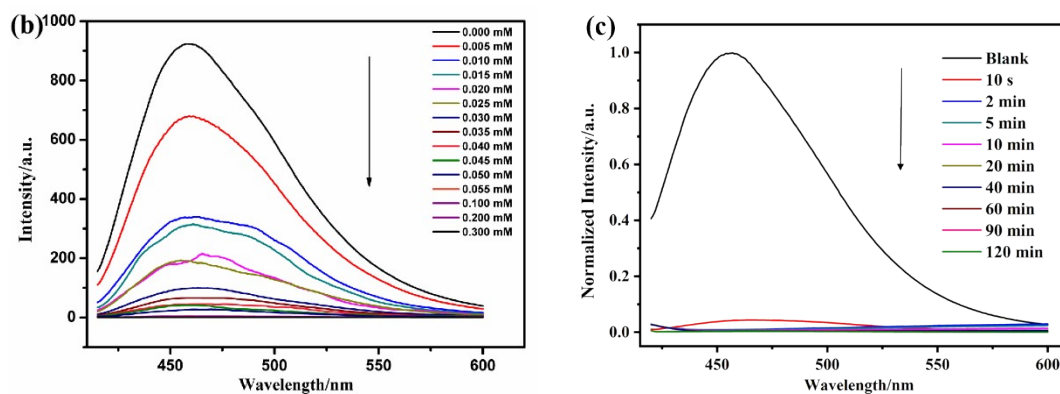 (b)
1000
800
600
400
200
0
Intensity/a.u.
450
500
550
600
Wavelength/nm
0.000 mM
0.005 mM
0.010 mM
0.015 mM
0.020 mM
0.025 mM
0.030 mM
0.035 mM
0.040 mM
0.045 mM
0.050 mM
0.055 mM
0.100 mM
0.200 mM
0.300 mM
(c)
1.0
0.8
0.6
0.4
0.2
0.0
Normalized Intensity/a.u.
450
500
550
600
Wavelength/nm
Blank
10 s
2 min
5 min
10 min
20 min
40 min
60 min
90 min
120 min